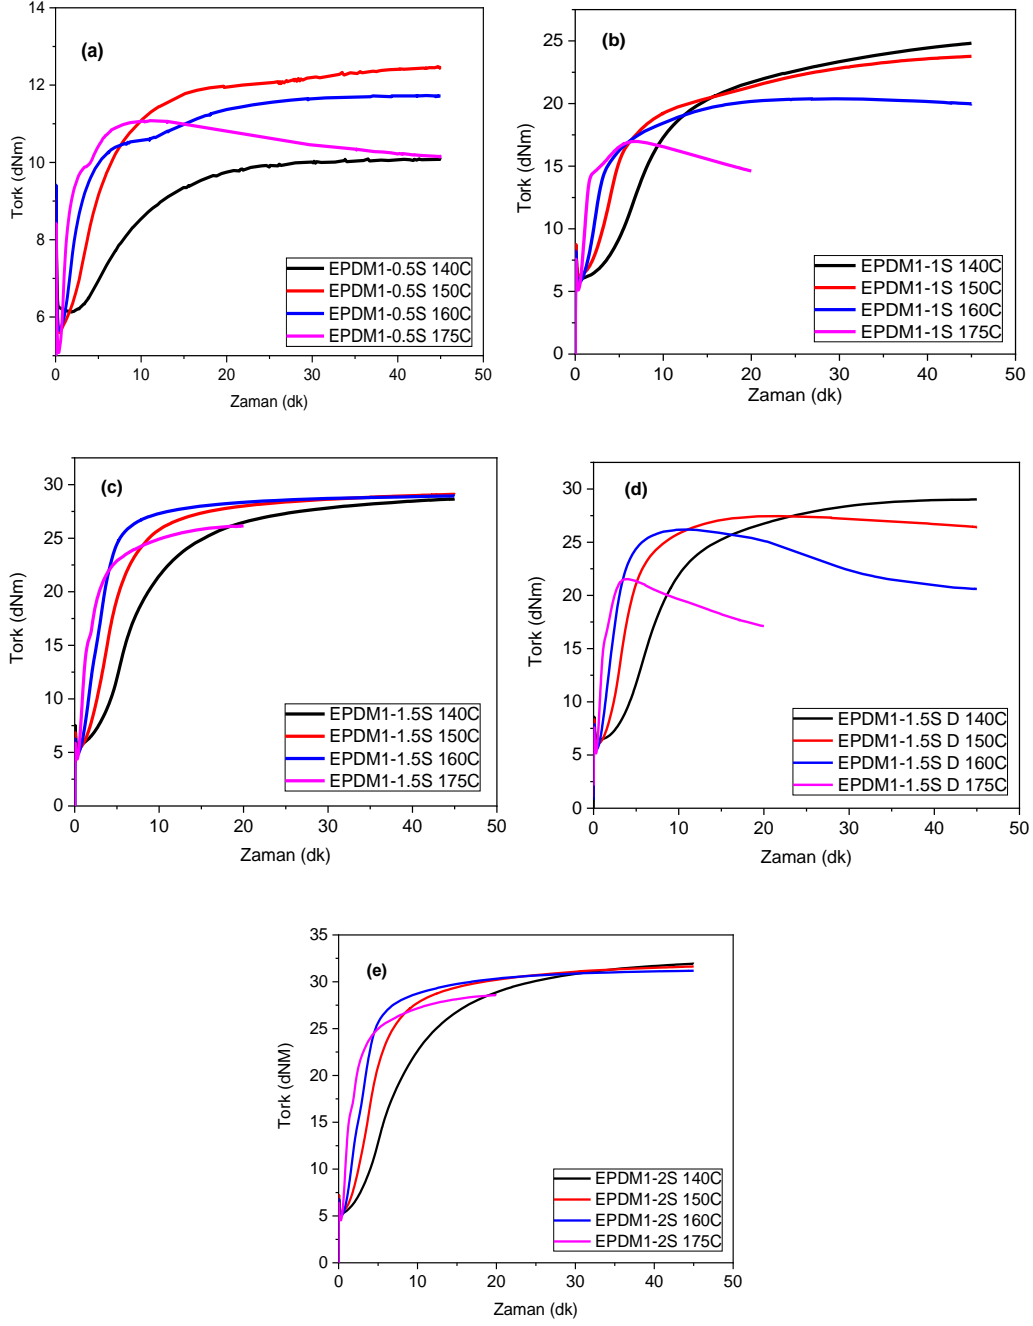 14
12
10
8
6
Tork (dNm)
(a)
EPDM1-0.5S 140C
EPDM1-0.5S 150C
EPDM1-0.5S 160C
EPDM1-0.5S 175C
0 10 20 30 40 50
Zaman (dk)
25
20
15
10
5
0
Tork (dNm)
(b)
EPDM1-1S 140C
EPDM1-1S 150C
EPDM1-1S 160C
EPDM1-1S 175C
0 10 20 30 40 50
Zaman (dk)
30
25
20
15
10
5
0
Tork (dNm)
(c)
EPDM1-1.5S 140C
EPDM1-1.5S 150C
EPDM1-1.5S 160C
EPDM1-1.5S 175C
0 10 20 30 40 50
Zaman (dk)
30
25
20
15
10
5
0
Tork (dNm)
(d)
EPDM1-1.5S D 140C
EPDM1-1.5S D 150C
EPDM1-1.5S D 160C
EPDM1-1.5S D 175C
0 10 20 30 40 50
Zaman (dk)
35
30
25
20
15
10
5
0
Tork (dNM)
(e)
EPDM1-2S 140C
EPDM1-2S 150C
EPDM1-2S 160C
EPDM1-2S 175C
0 10 20 30 40 50
Zaman (dk)